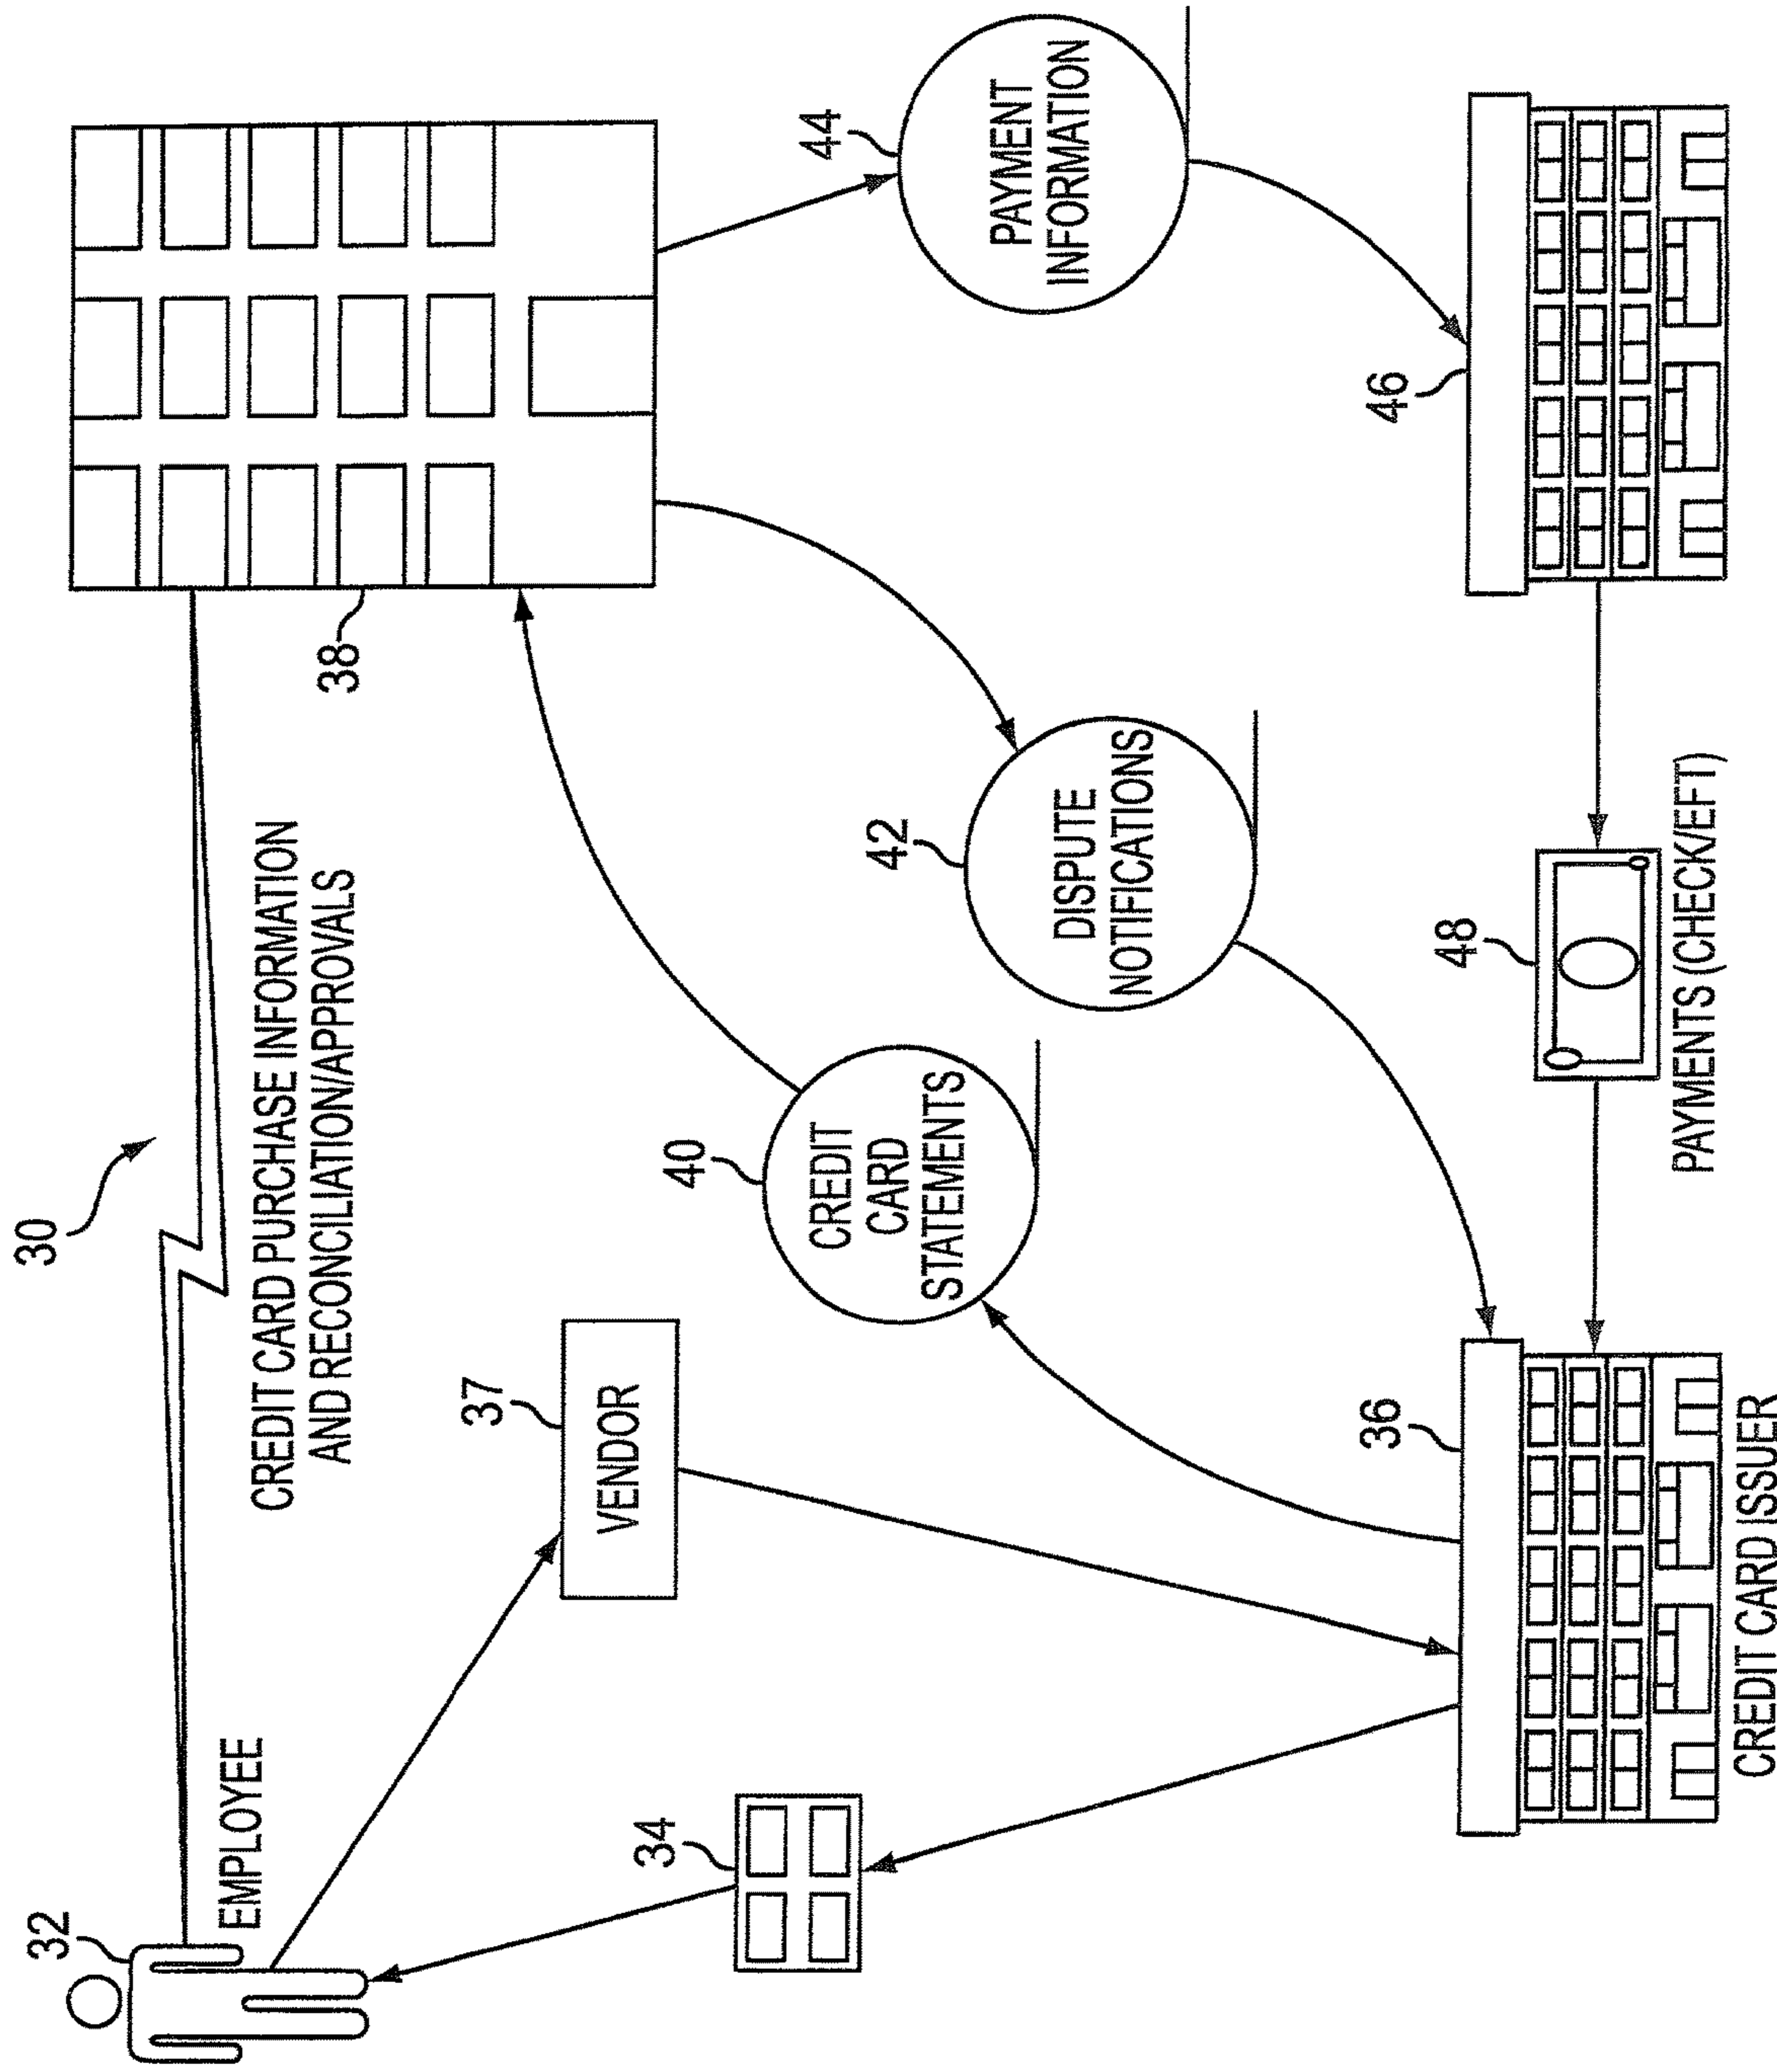 30
32
EMPLOYEE
CREDIT CARD PURCHASE INFORMATION
AND RECONCILIATION/APPROVALS
38
37
VENDOR
34
40
CREDIT
CARD
STATEMENTS
42
DISPUTE
NOTIFICATIONS
44
PAYMENT
INFORMATION
36
CREDIT CARD ISSUER
48
PAYMENTS (CHECK/EFT)
46